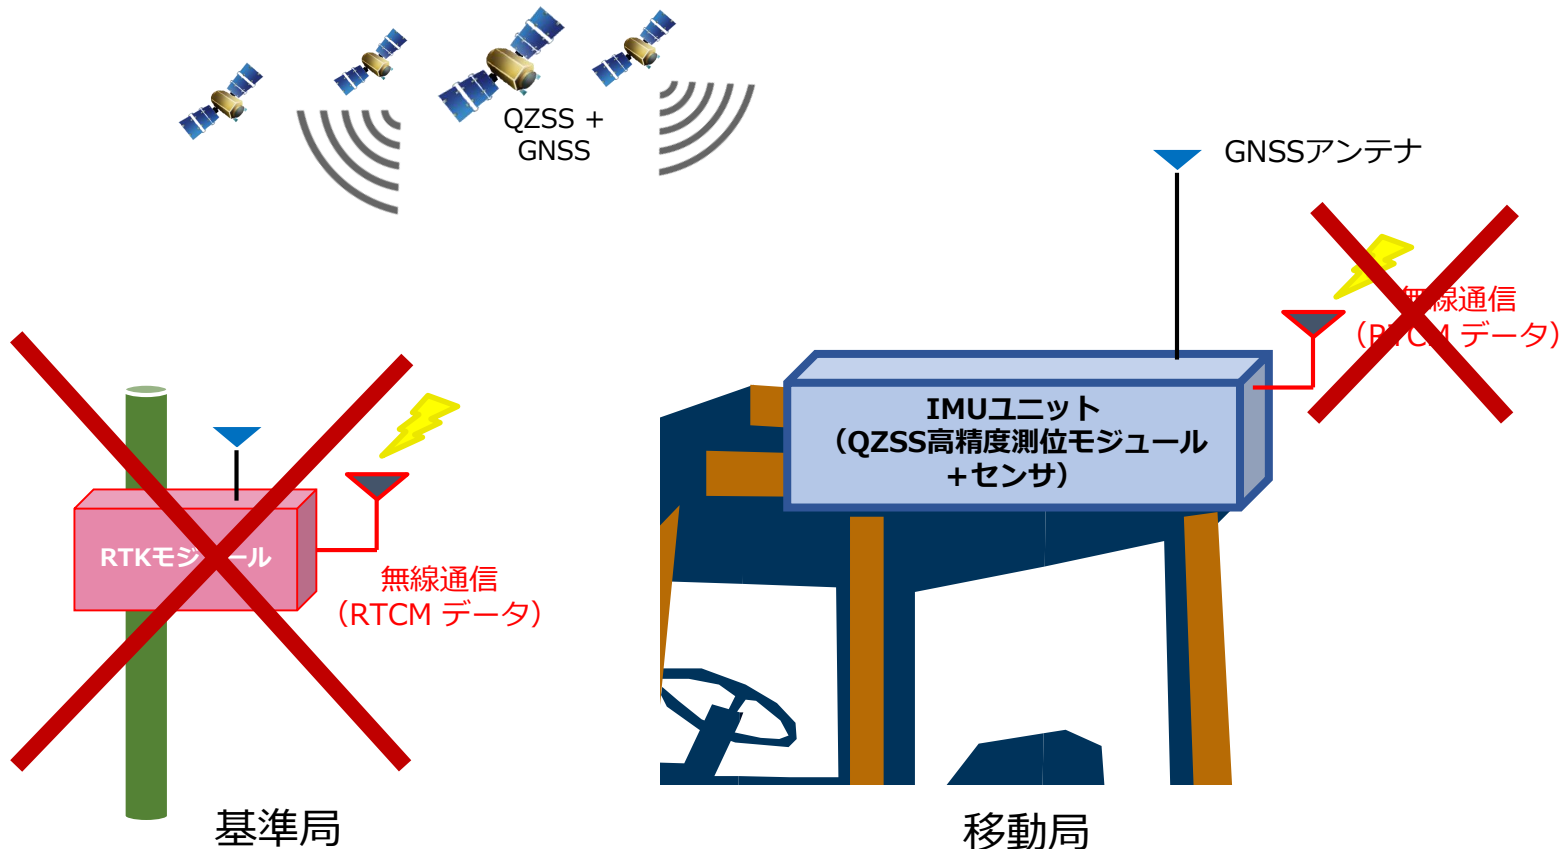 QZSS +
GNSS
GNSSアンテナ
無線通信
（RTCM データ）
IMUユニット
（QZSS高精度測位モジュール
＋センサ）
RTKモジュール
無線通信
（RTCM データ）
基準局
移動局